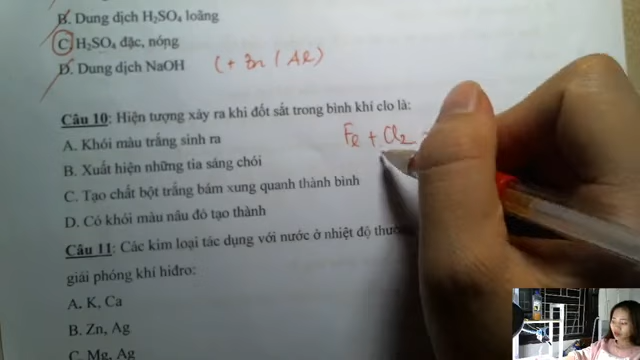 B. Dung dịch H₂SO₄ loãng
C. H₂SO₄ đặc, nóng
D. Dung dịch NaOH (+ Zn / Al)
Câu 10: Hiện tượng xảy ra khi đốt sắt trong bình khí clo là:
A. Khói màu trắng sinh ra
Fe + Cl₂
B. Xuất hiện những tia sáng chói
C. Tạo chất bột trắng bám xung quanh thành bình
D. Có khói màu nâu đỏ tạo thành
Câu 11: Các kim loại tác dụng với nước ở nhiệt độ
giải phóng khí hiđro:
A. K, Ca
B. Zn, Ag
C. Mg, Ag